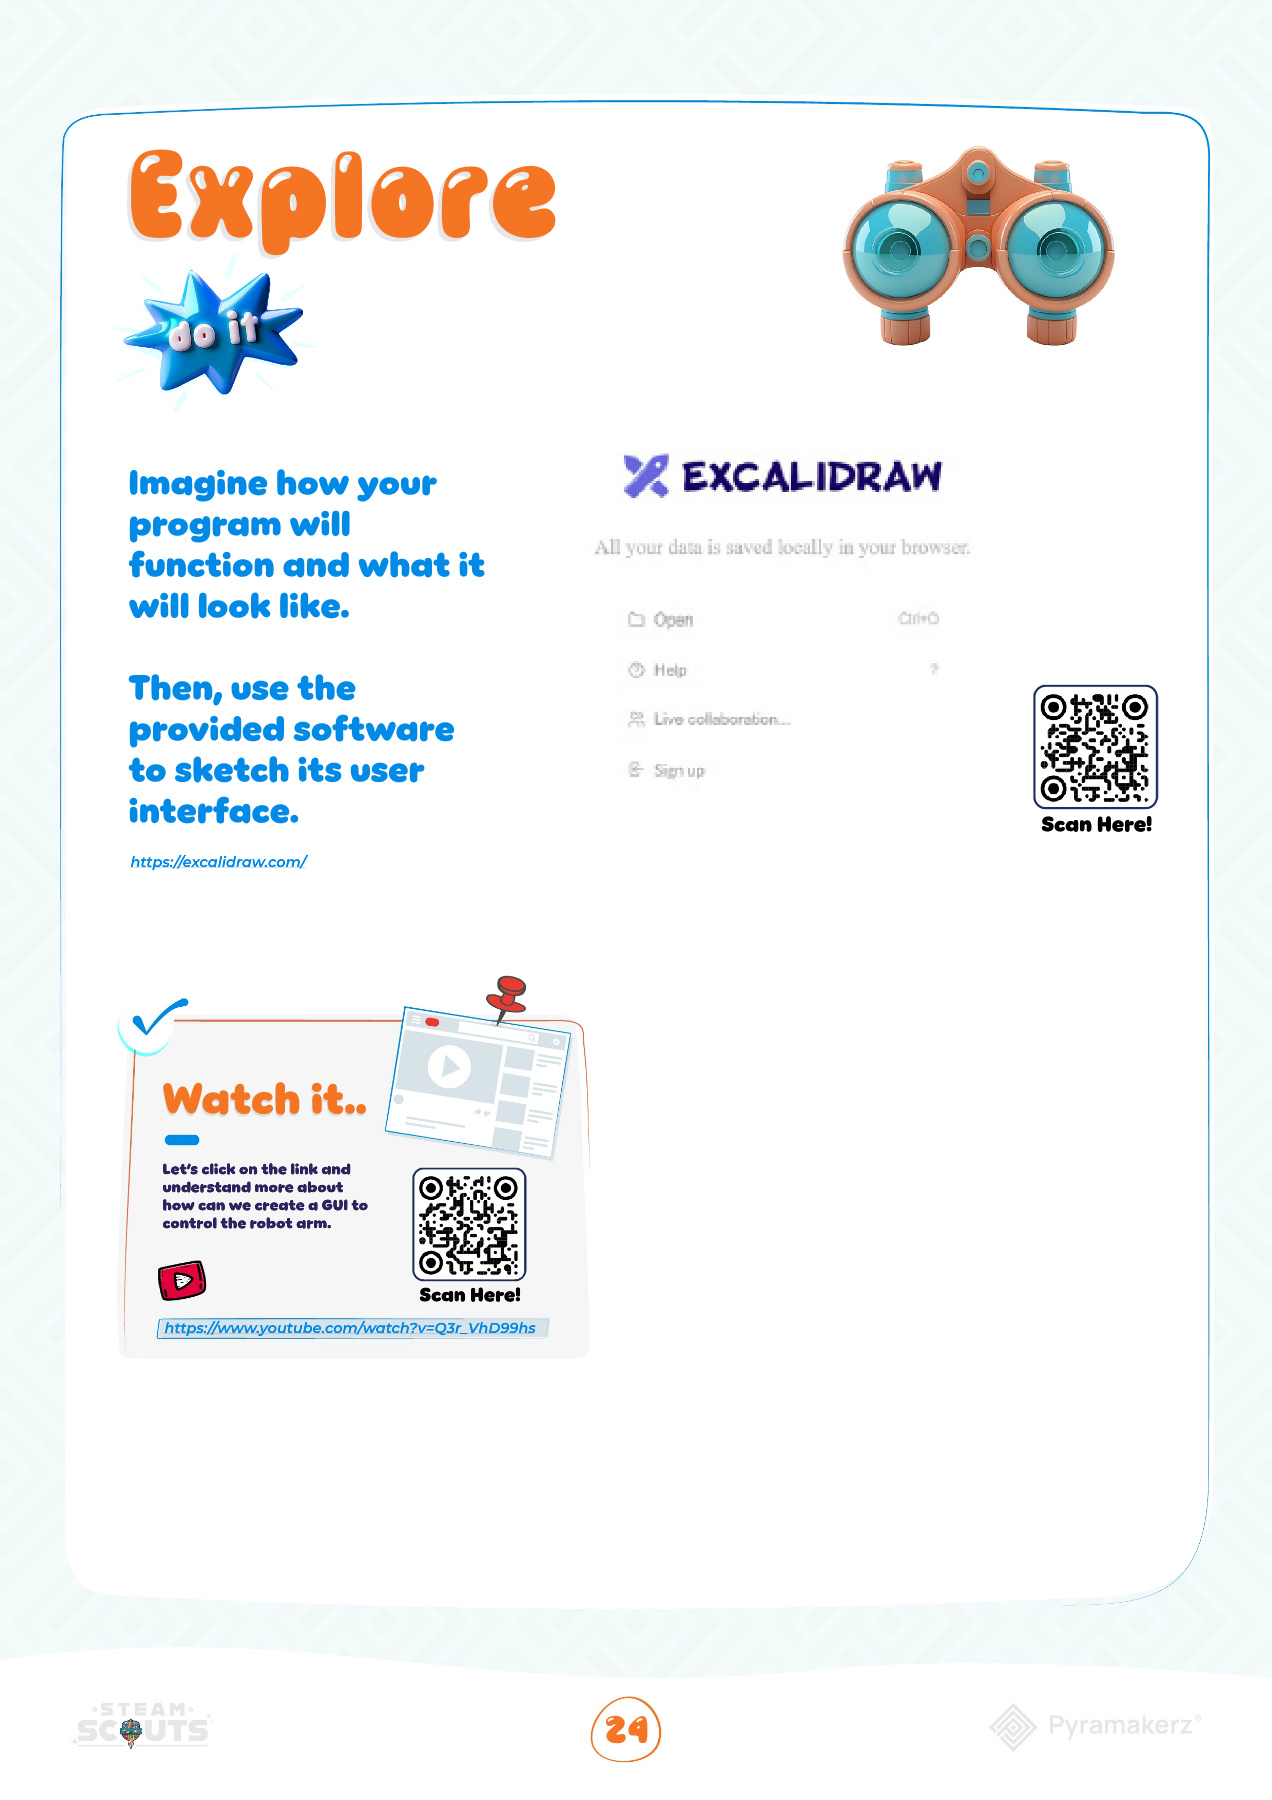 Explore
do it
Imagine how your
program will
function and what it
will look like.
Then, use the
provided software
to sketch its user
interface.
https://excalidraw.com/
EXCALIDRAW
All your data is saved locally in your browser.
Open Ctrl+O
Help ?
Live collaboration...
Sign up
Scan Here!
Watch it..
Let's click on the link and
understand more about
how can we create a GUI to
control the robot arm.
Scan Here!
https://www.youtube.com/watch?v=Q3r_VhD99hs
STEAM
SCOUTS
24
Pyramakerz